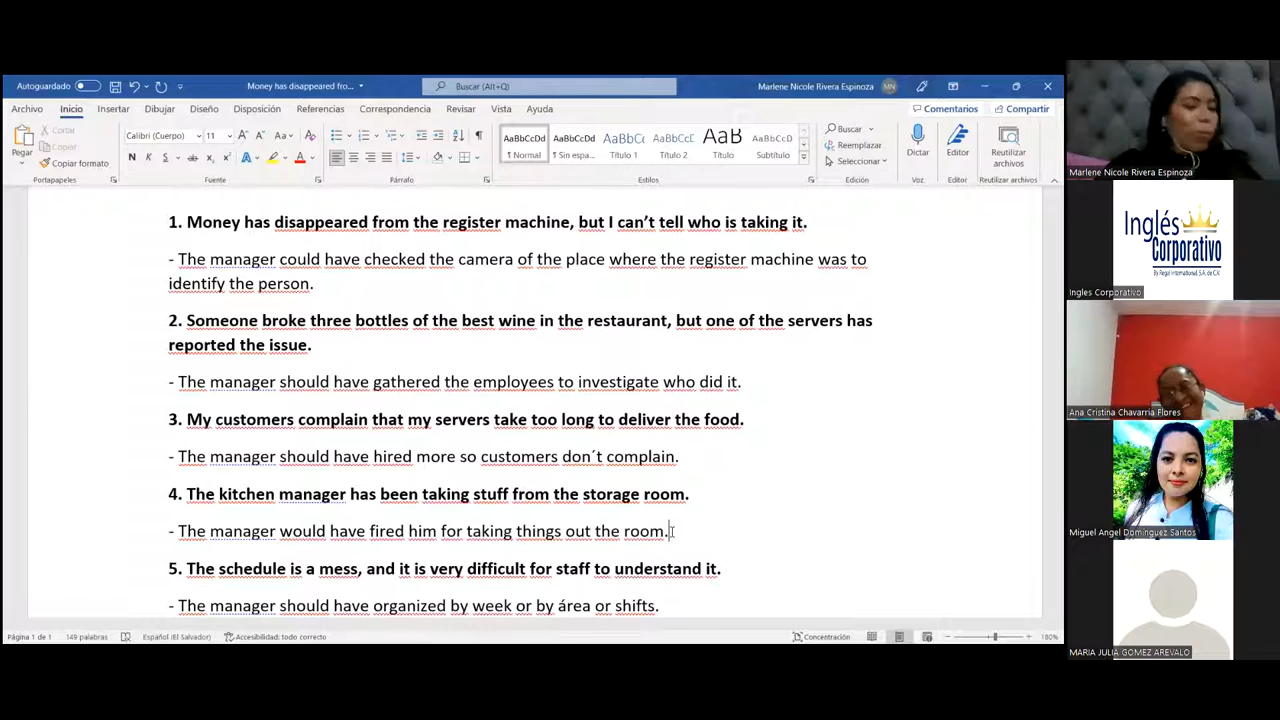 Autoguardado
Money has disappeared fro...
Buscar (Alt+Q)
Marlene Nicole Rivera Espinoza
MN
Archivo Inicio Insertar Dibujar Diseño Disposición Referencias Correspondencia Revisar Vista Ayuda
Comentarios Compartir
Pegar
Cortar
Copiar
Copiar formato
Portapapeles
Calibri (Cuerpo) 11
Fuente
Párrafo
AaBbCcDd AaBbCcDd AaBbCc AaBbCcD AaB AaBbCcD
¶ Normal ¶ Sin espa... Título 1 Título 2 Título Subtítulo
Estilos
Buscar
Reemplazar
Seleccionar
Edición
Dictar
Voz
Editor
Editor
Reutilizar archivos
Reutilizar archivos
1. Money has disappeared from the register machine, but I can’t tell who is taking it.
- The manager could have checked the camera of the place where the register machine was to
identify the person.
2. Someone broke three bottles of the best wine in the restaurant, but one of the servers has
reported the issue.
- The manager should have gathered the employees to investigate who did it.
3. My customers complain that my servers take too long to deliver the food.
- The manager should have hired more so customers don´t complain.
4. The kitchen manager has been taking stuff from the storage room.
- The manager would have fired him for taking things out the room.
5. The schedule is a mess, and it is very difficult for staff to understand it.
- The manager should have organized by week or by área or shifts.
Página 1 de 1 149 palabras Español (El Salvador) Accesibilidad: todo correcto
Concentración
180%
Marlene Nicole Rivera Espinoza
Inglés
Corporativo
By Regal International, S.A. de C.V.
Ingles Corporativo
Ana Cristina Chavarria Flores
Miguel Angel Dominguez Santos
MARIA JULIA GOMEZ AREVALO